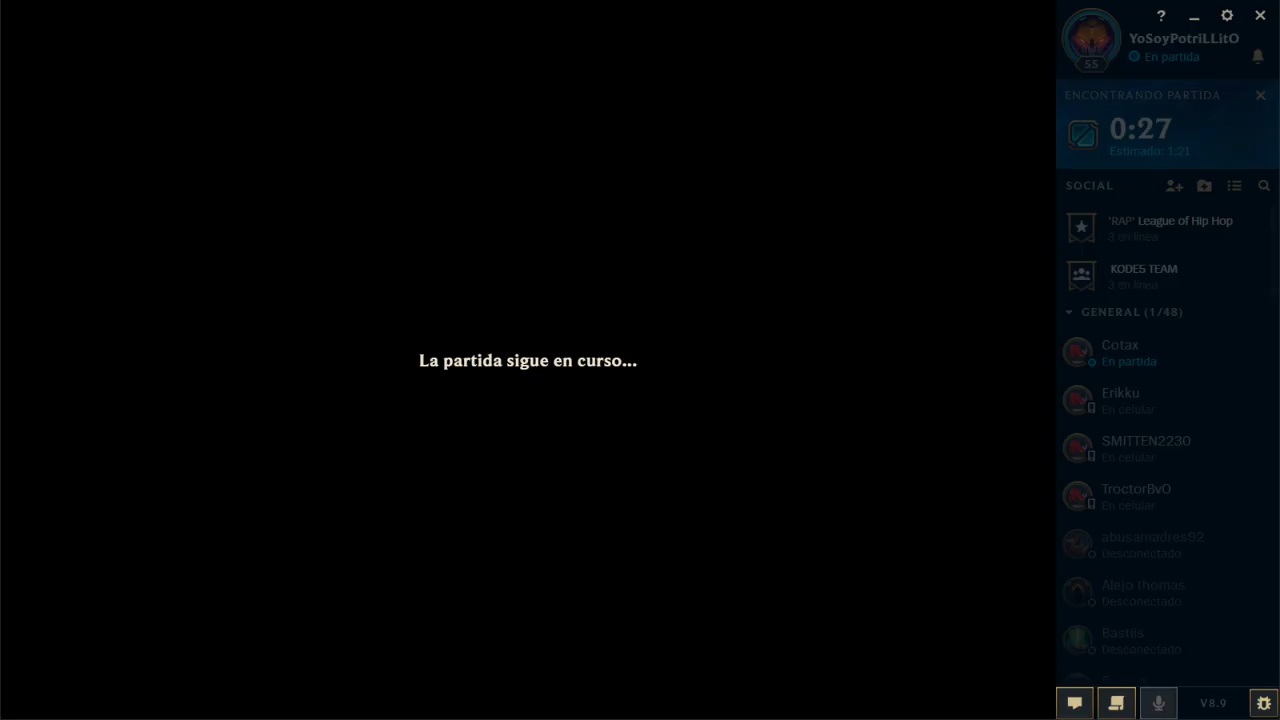 La partida sigue en curso...
?
YoSoyPotriLLitO
En partida
55
ENCONTRANDO PARTIDA
0:27
Estimado: 1:21
SOCIAL
'RAP' League of Hip Hop
3 en línea
KODE5 TEAM
3 en línea
GENERAL (1/48)
Cotax
En partida
Erikku
En celular
SMITTEN2230
En celular
TroctorBvO
En celular
abusamadres92
Desconectado
Alejo thomas
Desconectado
Bastiis
Desconectado
V8.9